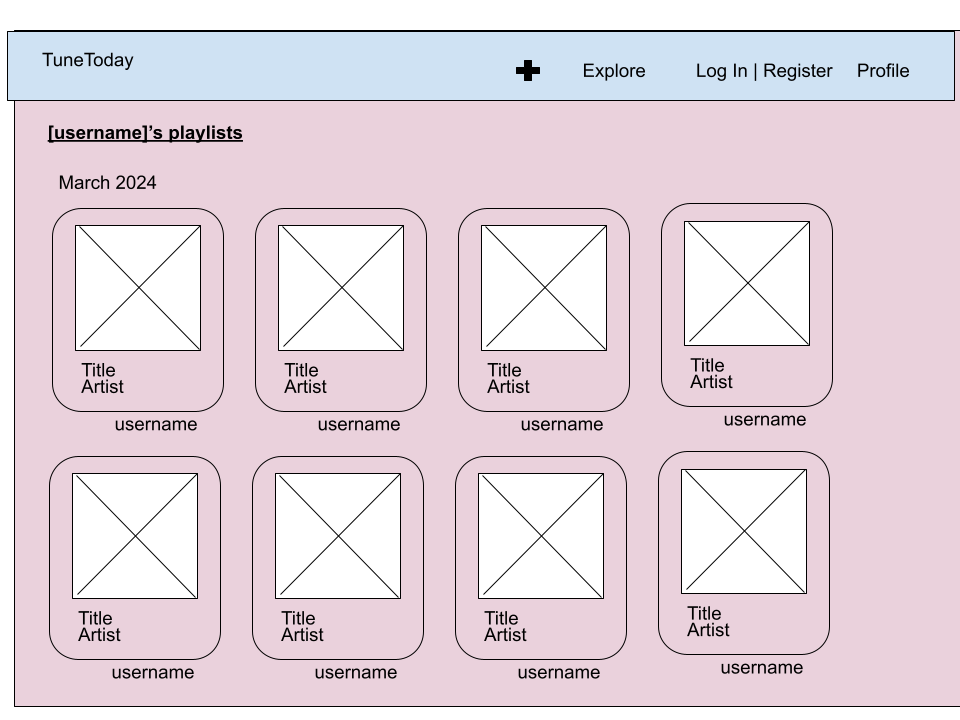 TuneToday
Explore
Log In | Register
Profile
[username]’s playlists
March 2024
Title
Artist
username
Title
Artist
username
Title
Artist
username
Title
Artist
username
Title
Artist
username
Title
Artist
username
Title
Artist
username
Title
Artist
username